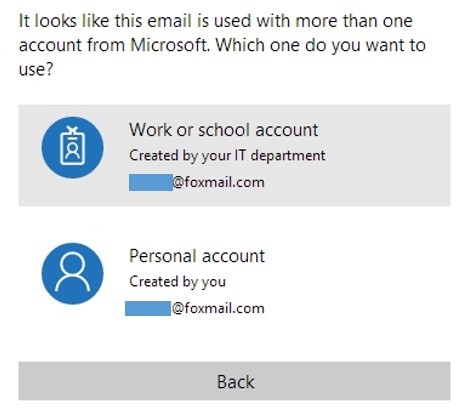 It looks like this email is used with more than one
account from Microsoft. Which one do you want to
use?
Work or school account
Created by your IT department
@foxmail.com
Personal account
Created by you
@foxmail.com
Back